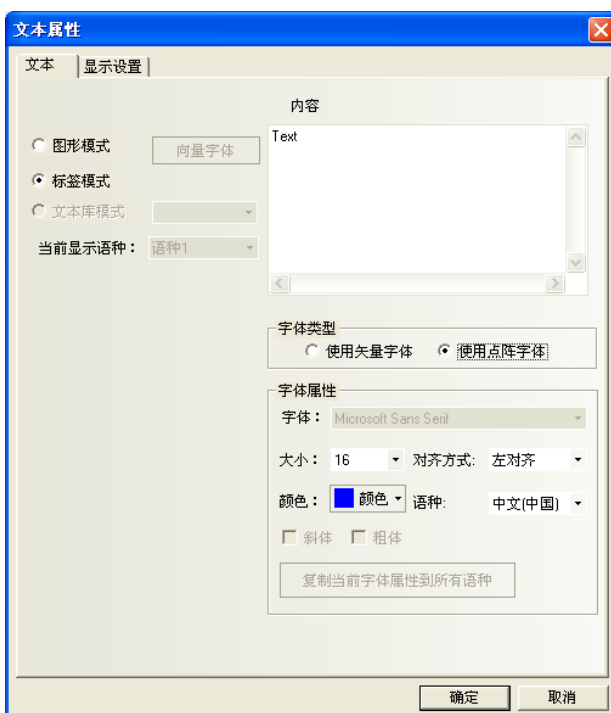 文本属性
文本 显示设置
内容
图形模式 向量字体
Text
标签模式
文本库模式
当前显示语种： 语种1
字体类型
使用矢量字体 使用点阵字体
字体属性
字体： Microsoft Sans Serif
大小： 16 对齐方式: 左对齐
颜色： 颜色 语种: 中文(中国)
斜体 粗体
复制当前字体属性到所有语种
确定 取消